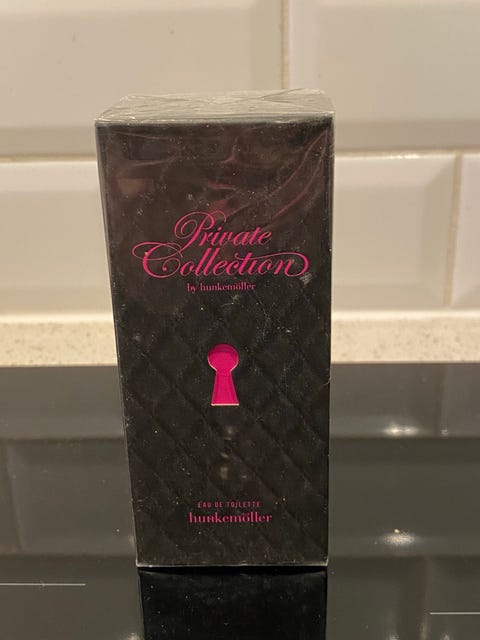 Private
Collection
by hunkemöller
EAU DE TOILETTE
hunkemöller